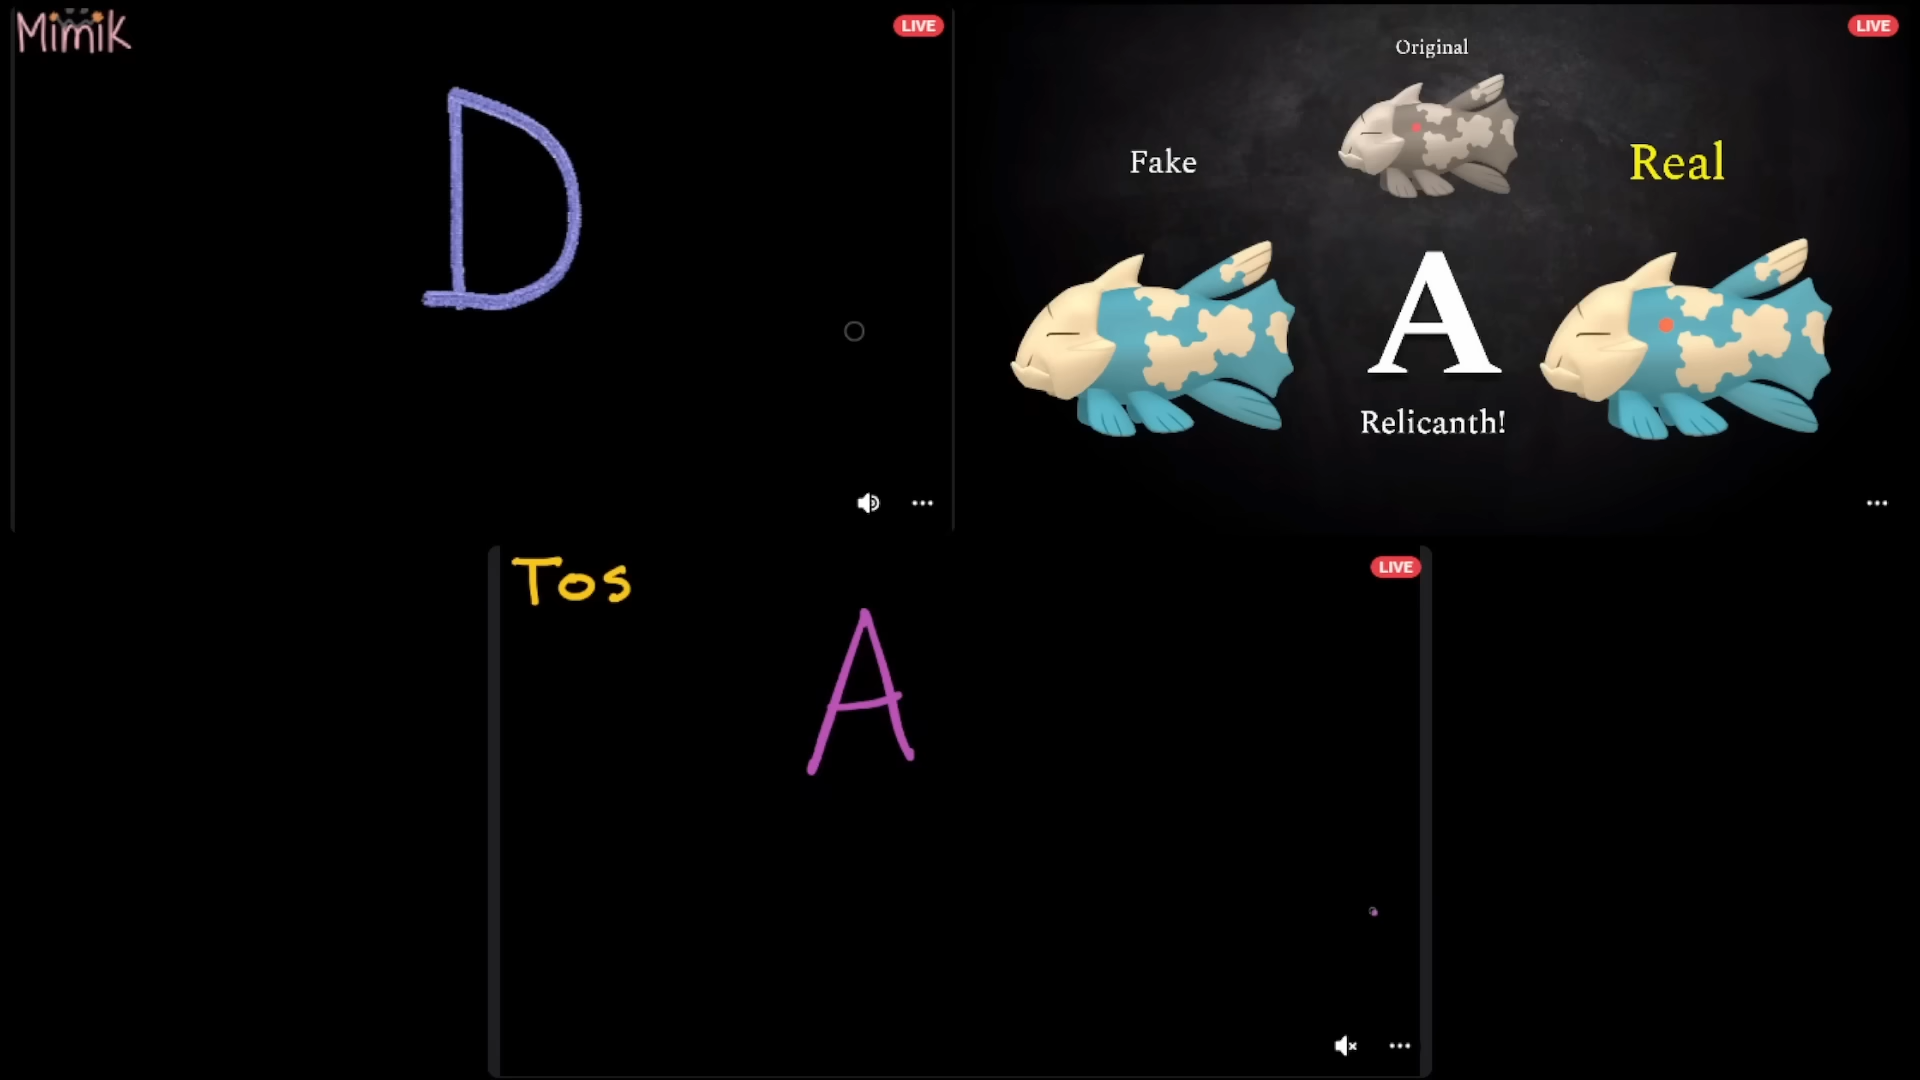 Mimik
LIVE
D
LIVE
Original
Fake
Real
A
Relicanth!
Tos
LIVE
A